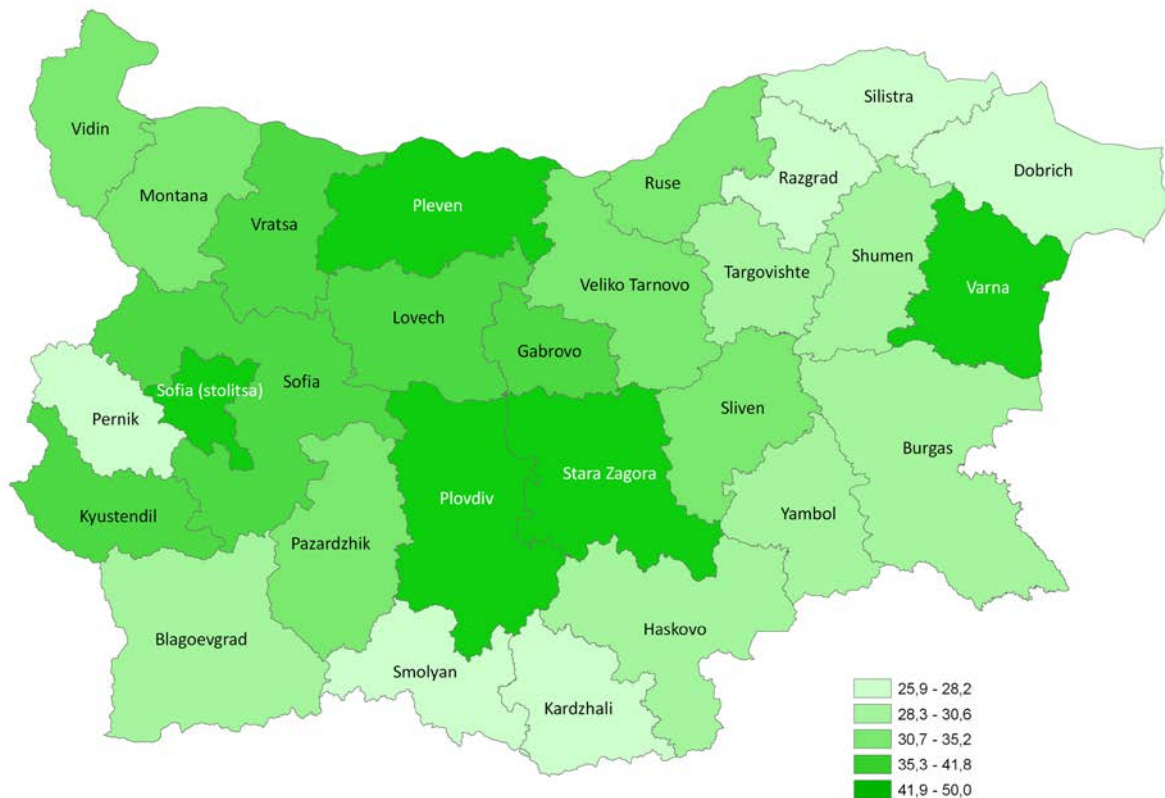 Silistra
Vidin
Dobrich
Razgrad
Ruse
Montana
Pleven
Vratsa
Shumen
Targovishte
Veliko Tarnovo
Varna
Lovech
Gabrovo
Sofia
Sofia (stolitsa)
Sliven
Pernik
Burgas
Stara Zagora
Plovdiv
Kyustendil
Yambol
Pazardzhik
Haskovo
Blagoevgrad
Smolyan
Kardzhali
25,9 - 28,2
28,3 - 30,6
30,7 - 35,2
35,3 - 41,8
41,9 - 50,0